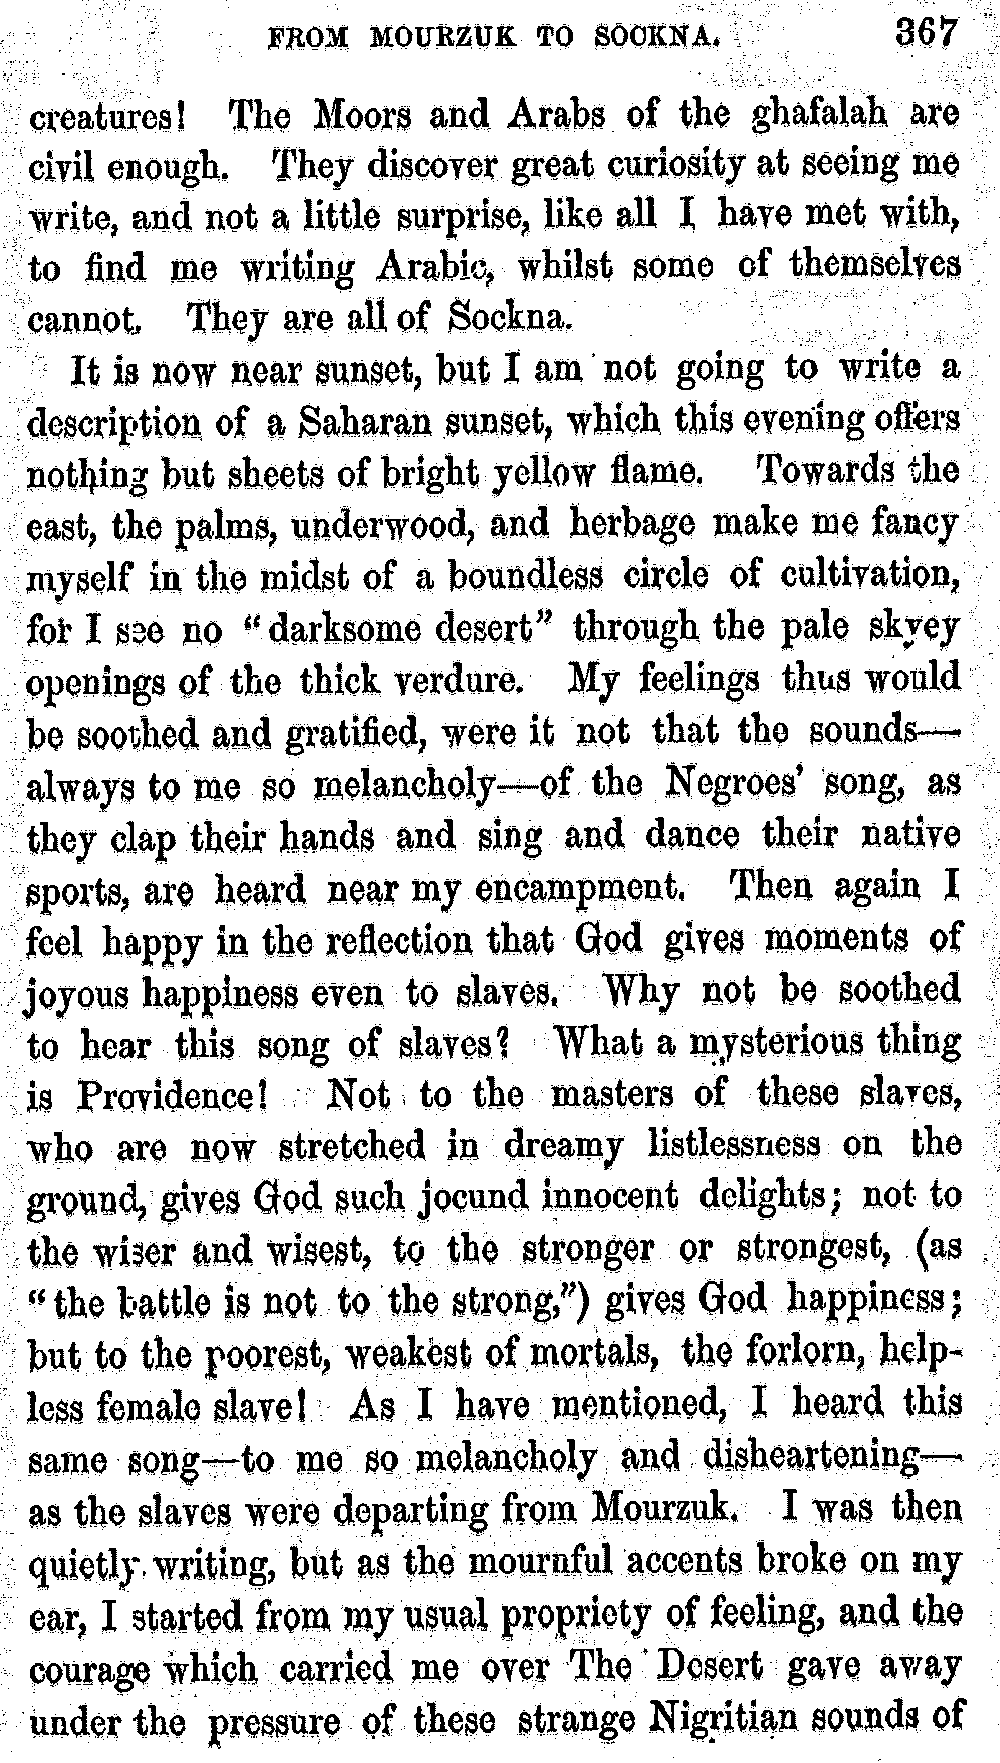 FROM MOURZUK TO SOCKNA. 367
creatures! The Moors and Arabs of the ghafalah are
civil enough. They discover great curiosity at seeing me
write, and not a little surprise, like all I have met with,
to find me writing Arabic, whilst some of themselves
cannot. They are all of Sockna.
It is now near sunset, but I am not going to write a
description of a Saharan sunset, which this evening offers
nothing but sheets of bright yellow flame. Towards the
east, the palms, underwood, and herbage make me fancy
myself in the midst of a boundless circle of cultivation,
for I see no “darksome desert” through the pale skyey
openings of the thick verdure. My feelings thus would
be soothed and gratified, were it not that the sounds—
always to me so melancholy—of the Negroes’ song, as
they clap their hands and sing and dance their native
sports, are heard near my encampment. Then again I
feel happy in the reflection that God gives moments of
joyous happiness even to slaves. Why not be soothed
to hear this song of slaves? What a mysterious thing
is Providence! Not to the masters of these slaves,
who are now stretched in dreamy listlessness on the
ground, gives God such jocund innocent delights; not to
the wiser and wisest, to the stronger or strongest, (as
“the battle is not to the strong,”) gives God happiness;
but to the poorest, weakest of mortals, the forlorn, help-
less female slave! As I have mentioned, I heard this
same song—to me so melancholy and disheartening—
as the slaves were departing from Mourzuk. I was then
quietly writing, but as the mournful accents broke on my
ear, I started from my usual propriety of feeling, and the
courage which carried me over The Desert gave away
under the pressure of these strange Nigritian sounds of